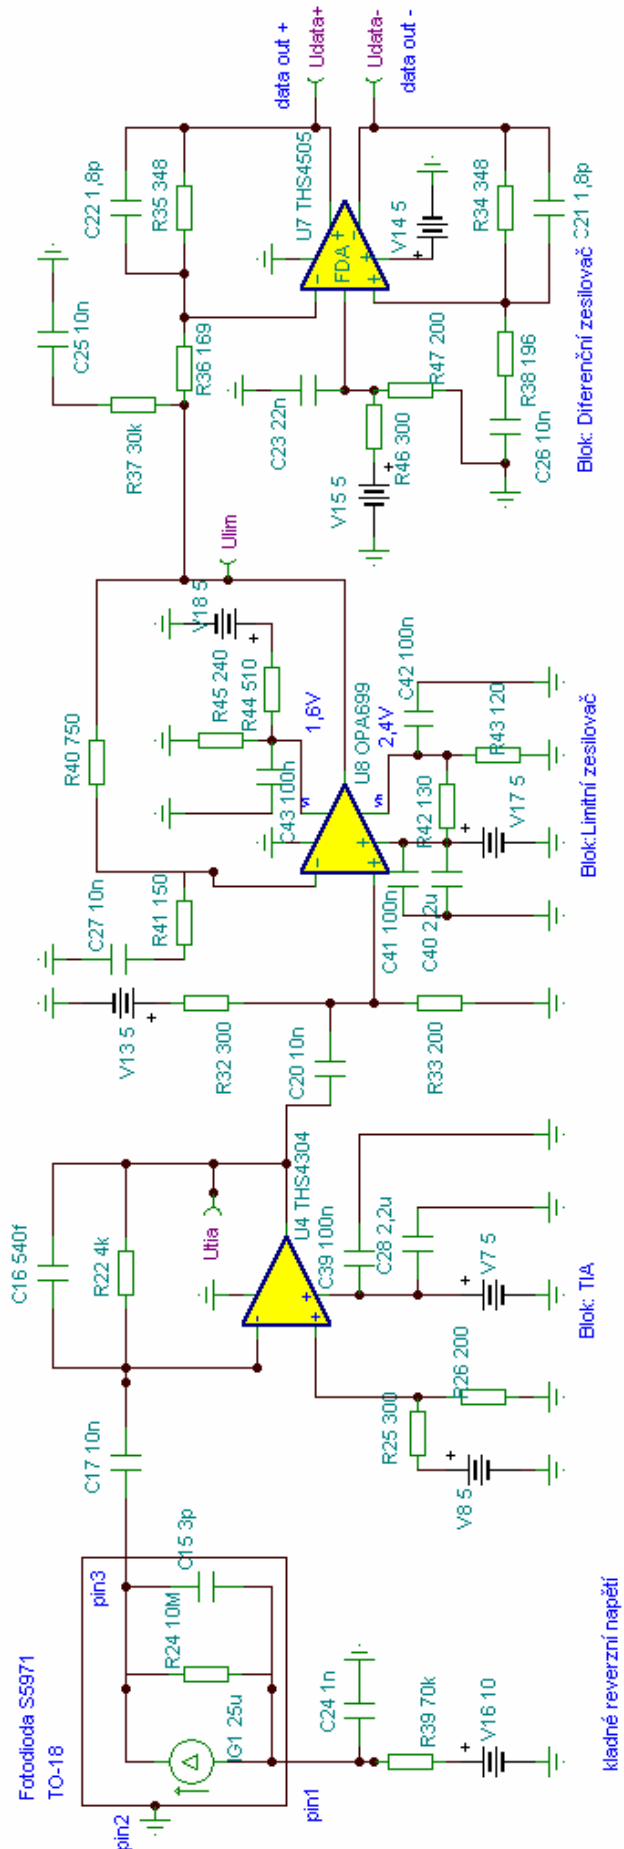 Fotodioda S5971
TO-18
pin2
pin1
pin3
IG1 25u
R24 10M
C15 3p
C24 1n
R39 70k
V16 10
+
kladné reverzní napětí
C17 10n
C16 540f
R22 4k
Utia
U4 THS4304
-
+
+
C39 100n
C28 2,2u
V7 5
+
R25 300
R26 200
V8 5
+
Blok: TIA
C20 10n
V13 5
+
R32 300
R33 200
C27 10n
R41 150
R40 750
C43 100n
R45 240
R44 510
V18 5
+
1,6V
Vl
U8 OPA699
-
+
+
Vh
2,4V
C41 100n
C40 2,2u
R42 130
R43 120
C42 100n
V17 5
+
Ulim
Blok:Limitní zesilovač
R37 30k
C25 10n
R36 169
C22 1,8p
R35 348
C23 22n
R46 300
R47 200
V15 5
+
U7 THS4505
FDA
-
+
-
+
+
V14 5
+
R38 196
C26 10n
R34 348
C21 1,8p
Udata+
data out +
Udata-
data out -
Blok: Diferenční zesilovač